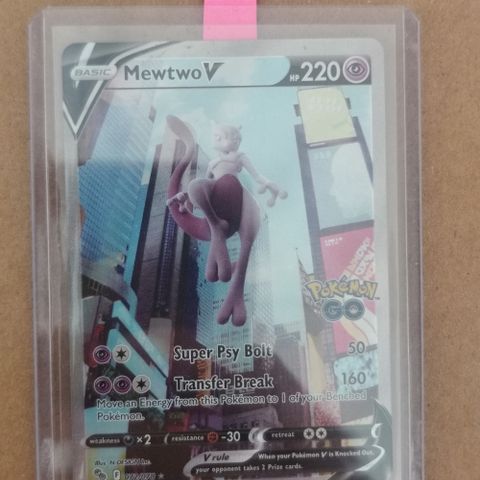 BASIC Mewtwo V HP 220
Pokémon
GO
Super Psy Bolt 50
Transfer Break 160
Move an Energy from this Pokémon to 1 of your Benched
Pokémon.
weakness ×2 resistance -30 retreat
V rule When your Pokémon V is Knocked Out,
your opponent takes 2 Prize cards.